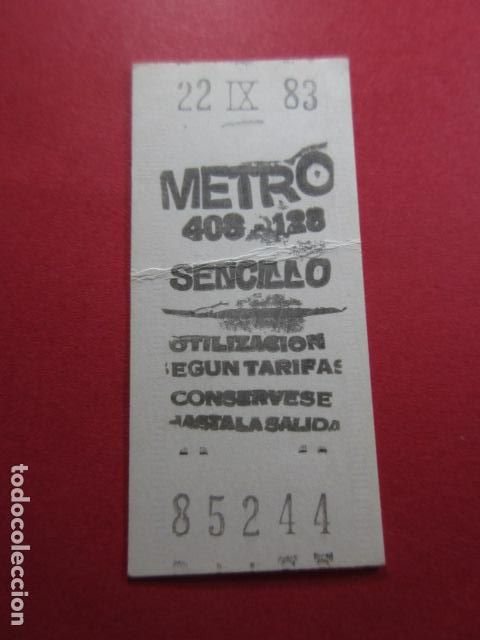 22 IX 83
METRO
408 128
SENCILLO
UTILIZACION
SEGUN TARIFAS
CONSERVESE
HASTA LA SALIDA
85244
todocoleccion